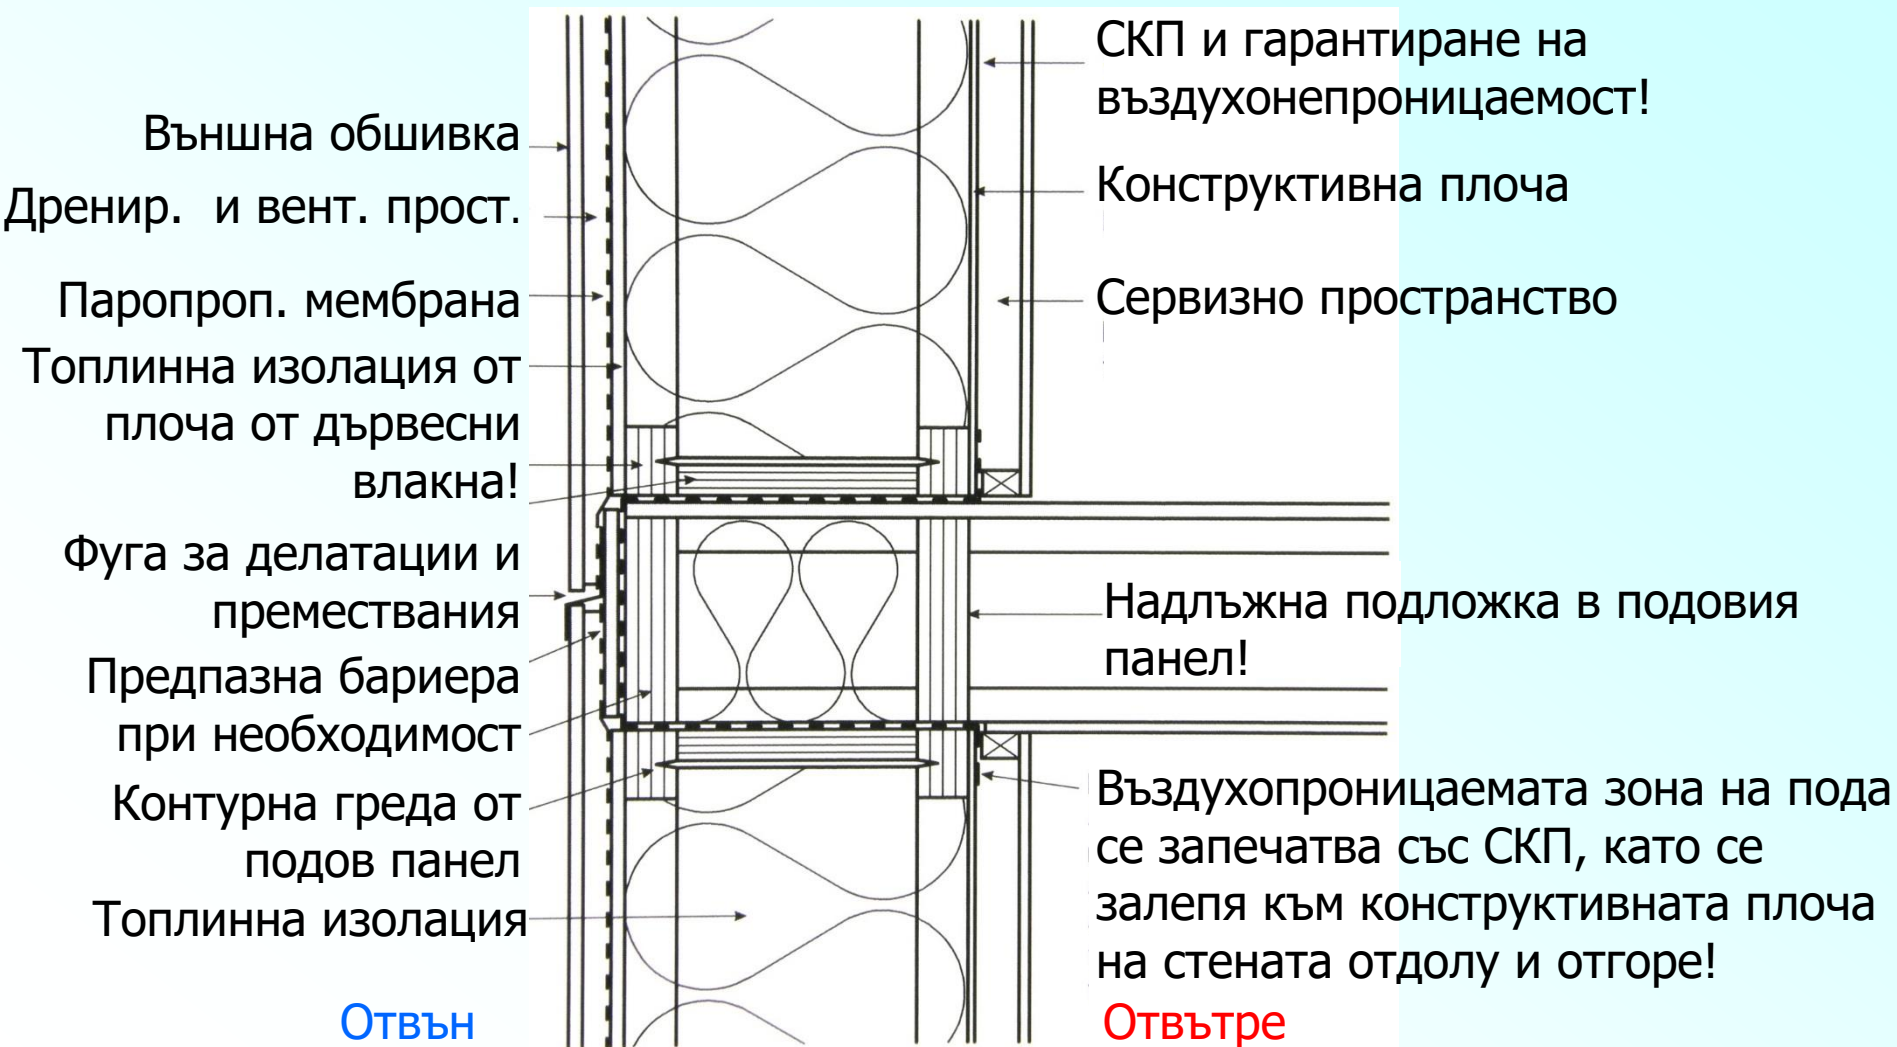 Външна обшивка
Дренир. и вент. прост.
Паропроп. мембрана
Топлинна изолация от
плоча от дървесни
влакна!
Фуга за делатации и
премествания
Предпазна бариера
при необходимост
Контурна греда от
подов панел
Топлинна изолация
Отвън
СКП и гарантиране на
въздухонепроницаемост!
Конструктивна плоча
Сервизно пространство
Надлъжна подложка в подовия
панел!
Въздухопроницаемата зона на пода
се запечатва със СКП, като се
залепя към конструктивната плоча
на стената отдолу и отгоре!
Отвътре